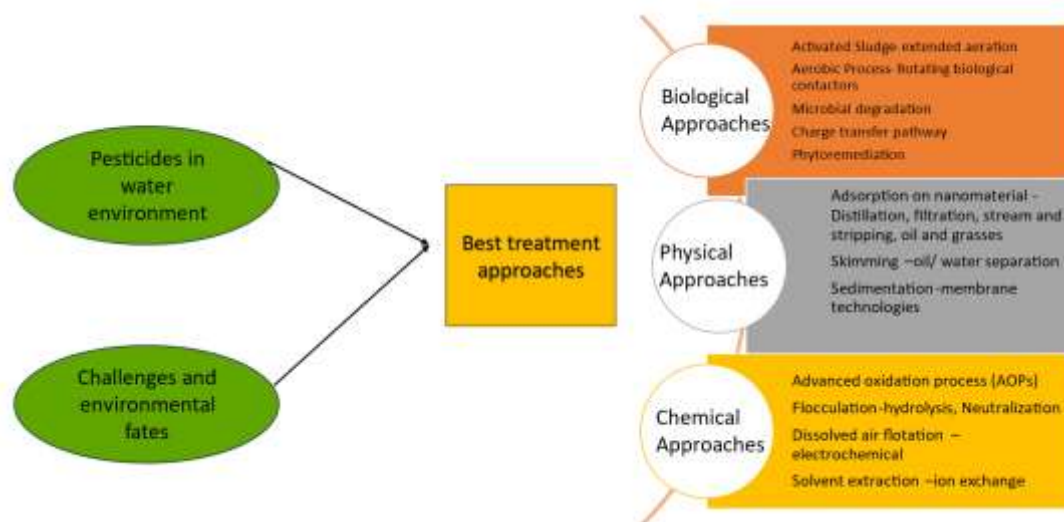 Pesticides in
water
environment
Challenges and
environmental
fates
Best treatment
approaches
Biological
Approaches
Activated Sludge-extended aeration
Aerobic Process-Rotating biological
contactors
Microbial degradation
Charge transfer pathway
Phytoremediation
Physical
Approaches
Adsorption on nanomaterial -
Distillation, filtration, stream and
stripping, oil and grasses
Skimming –oil/ water separation
Sedimentation-membrane
technologies
Chemical
Approaches
Advanced oxidation process (AOPs)
Flocculation-hydrolysis, Neutralization
Dissolved air flotation –
electrochemical
Solvent extraction –ion exchange